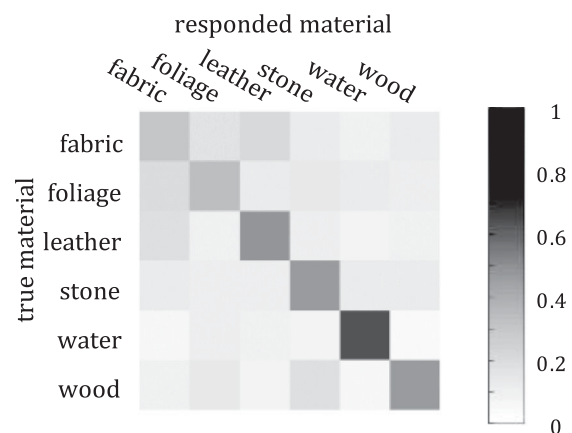 responded material
fabric
foliage
leather
stone
water
wood
true material
fabric
foliage
leather
stone
water
wood
1
0.8
0.6
0.4
0.2
0